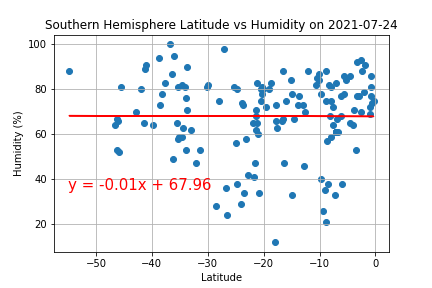 Southern Hemisphere Latitude vs Humidity on 2021-07-24
100
80
60
40
20
Humidity (%)
y = -0.01x + 67.96
−50
−40
−30
−20
−10
0
Latitude